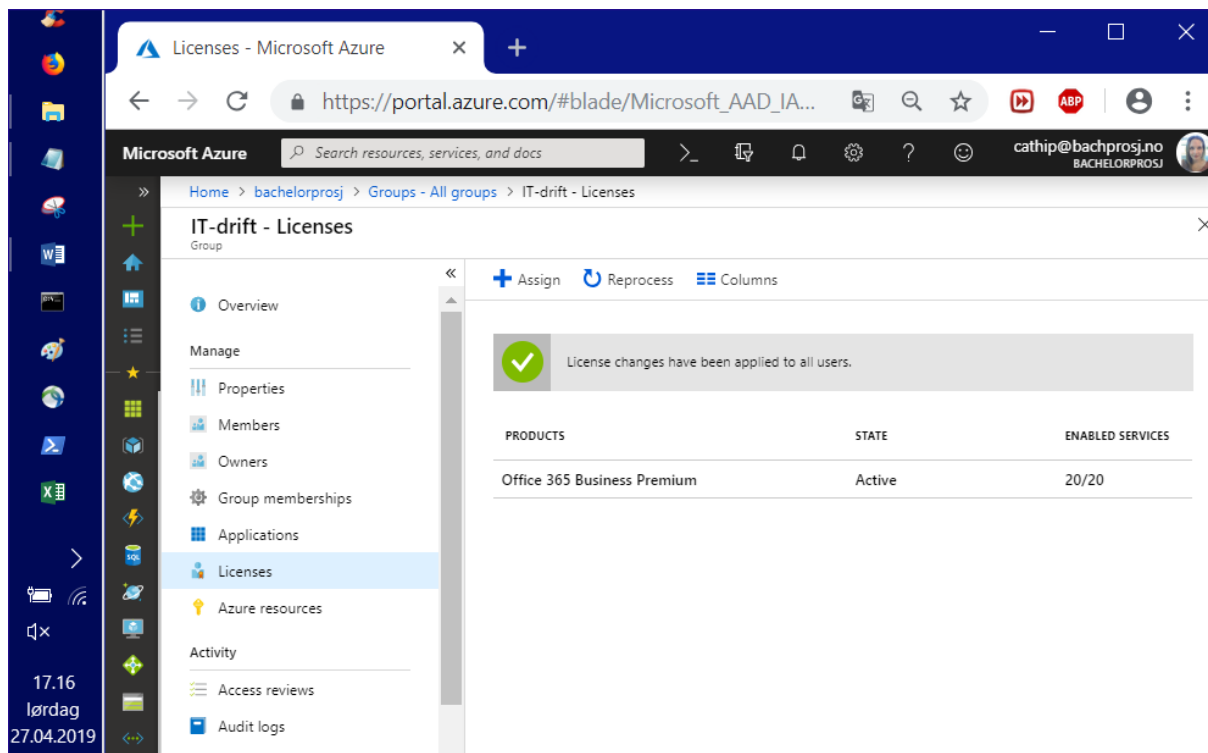 Licenses - Microsoft Azure
https://portal.azure.com/#blade/Microsoft_AAD_IA...
ABP
Microsoft Azure
Search resources, services, and docs
cathip@bachprosj.no
BACHELORPROSJ
Home > bachelorprosj > Groups - All groups > IT-drift - Licenses
IT-drift - Licenses
Group
Assign
Reprocess
Columns
Overview
Manage
Properties
Members
Owners
Group memberships
Applications
Licenses
Azure resources
Activity
Access reviews
Audit logs
License changes have been applied to all users.
PRODUCTS STATE ENABLED SERVICES
Office 365 Business Premium Active 20/20
SQL
17.16
lørdag
27.04.2019